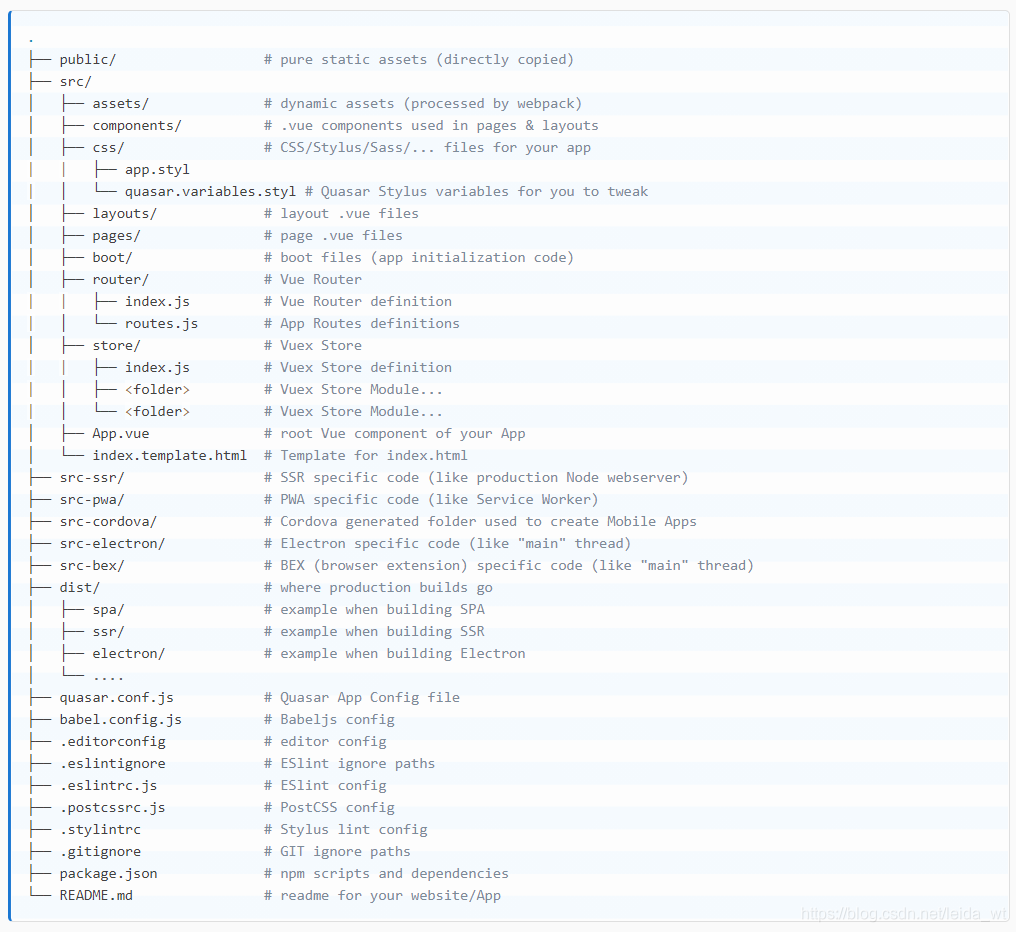 .
├── public/                  # pure static assets (directly copied)
├── src/
│   ├── assets/              # dynamic assets (processed by webpack)
│   ├── components/          # .vue components used in pages & layouts
│   ├── css/                 # CSS/Stylus/Sass/... files for your app
|   |   ├── app.styl
|   │   └── quasar.variables.styl # Quasar Stylus variables for you to tweak
│   ├── layouts/             # layout .vue files
│   ├── pages/               # page .vue files
│   ├── boot/                # boot files (app initialization code)
│   ├── router/              # Vue Router
|   |   ├── index.js         # Vue Router definition
|   │   └── routes.js        # App Routes definitions
│   ├── store/               # Vuex Store
|   |   ├── index.js         # Vuex Store definition
|   │   ├── <folder>         # Vuex Store Module...
|   │   └── <folder>         # Vuex Store Module...
│   ├── App.vue              # root Vue component of your App
│   └── index.template.html  # Template for index.html
├── src-ssr/                 # SSR specific code (like production Node webserver)
├── src-pwa/                 # PWA specific code (like Service Worker)
├── src-cordova/             # Cordova generated folder used to create Mobile Apps
├── src-electron/            # Electron specific code (like "main" thread)
├── src-bex/                 # BEX (browser extension) specific code (like "main" thread)
├── dist/                    # where production builds go
│   ├── spa/                 # example when building SPA
│   ├── ssr/                 # example when building SSR
│   ├── electron/            # example when building Electron
│   └── ....
├── quasar.conf.js           # Quasar App Config file
├── babel.config.js          # Babeljs config
├── .editorconfig            # editor config
├── .eslintignore            # ESlint ignore paths
├── .eslintrc.js             # ESlint config
├── .postcssrc.js            # PostCSS config
├── .stylintrc               # Stylus lint config
├── .gitignore               # GIT ignore paths
├── package.json             # npm scripts and dependencies
└── README.md                # readme for your website/App
https://blog.csdn.net/leida_wt